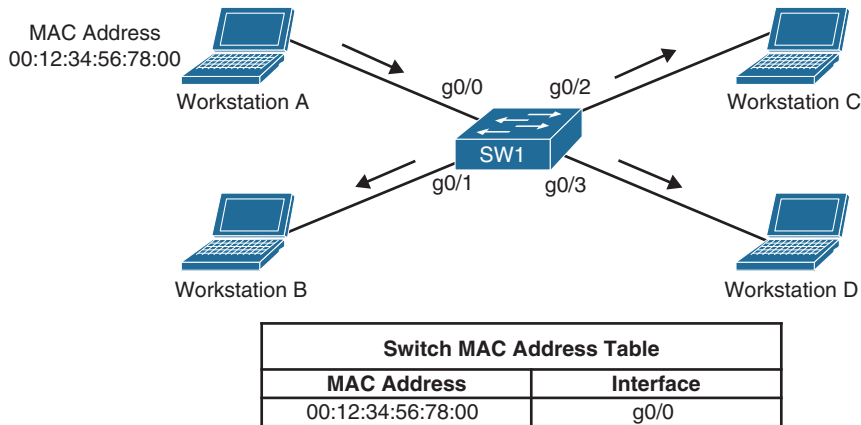 MAC Address
00:12:34:56:78:00
Workstation A
g0/0
g0/2
Workstation C
SW1
g0/1
g0/3
Workstation B
Workstation D
Switch MAC Address Table
MAC Address Interface
00:12:34:56:78:00 g0/0